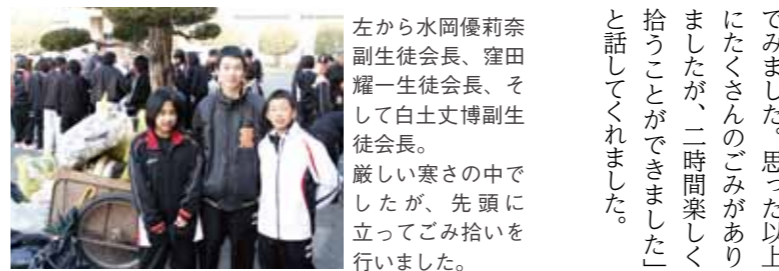 でみました。思った以上
にたくさんのごみがあり
ましたが、二時間楽しく
拾うことができました」
と話してくれました。
左から水岡優莉奈
副生徒会長、窪田
耀一生徒会長、そ
して白土丈博副生
徒会長。
厳しい寒さの中で
したが、先頭に
立ってごみ拾いを
行いました。